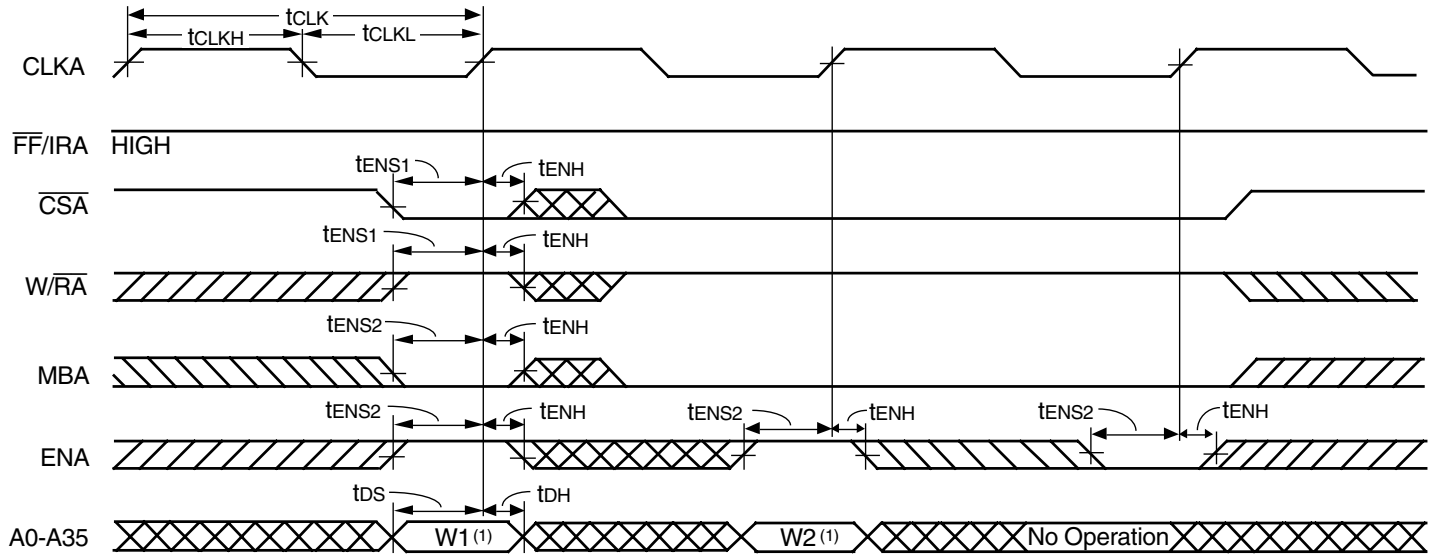 tCLK
tCLKH tCLKL
CLKA
FF/IRA HIGH
tENS1 tENH
CSA
tENS1 tENH
W/RA
tENS2 tENH
MBA
tENS2 tENH tENS2 tENH tENS2 tENH
ENA
tDS tDH
A0-A35 W1(1) W2(1) No Operation